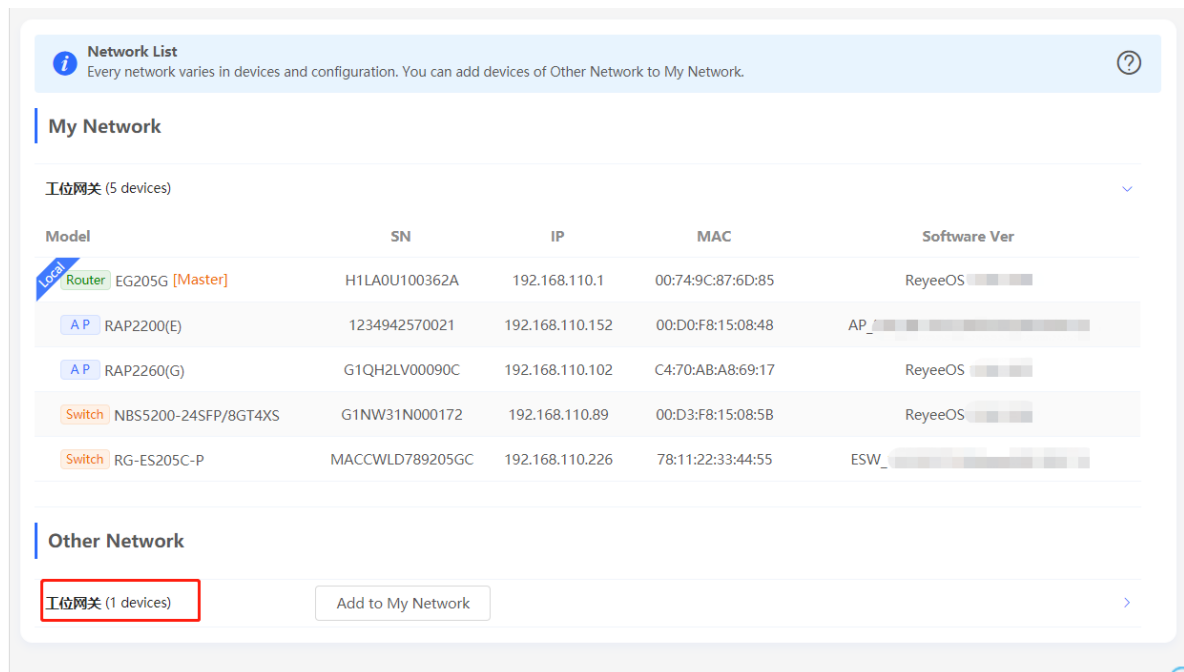 Network List
Every network varies in devices and configuration. You can add devices of Other Network to My Network.
My Network
工位网关 (5 devices)
Model SN IP MAC Software Ver
Local Router EG205G [Master] H1LA0U100362A 192.168.110.1 00:74:9C:87:6D:85 ReyeeOS
AP RAP2200(E) 1234942570021 192.168.110.152 00:D0:F8:15:08:48 AP_
AP RAP2260(G) G1QH2LV00090C 192.168.110.102 C4:70:AB:A8:69:17 ReyeeOS
Switch NBS5200-24SFP/8GT4XS G1NW31N000172 192.168.110.89 00:D3:F8:15:08:5B ReyeeOS
Switch RG-ES205C-P MACCWLD789205GC 192.168.110.226 78:11:22:33:44:55 ESW_
Other Network
工位网关 (1 devices) Add to My Network